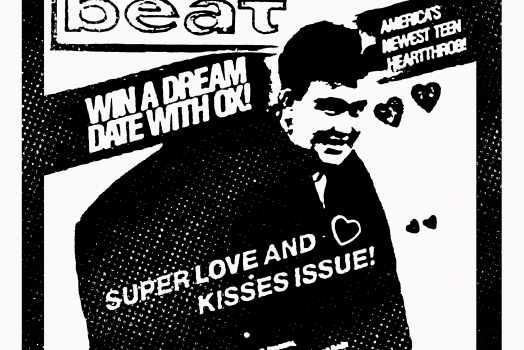 beat
AMERICA'S
NEWEST TEEN
HEARTTHROB!
WIN A DREAM
DATE WITH OX!
SUPER LOVE AND
KISSES ISSUE!